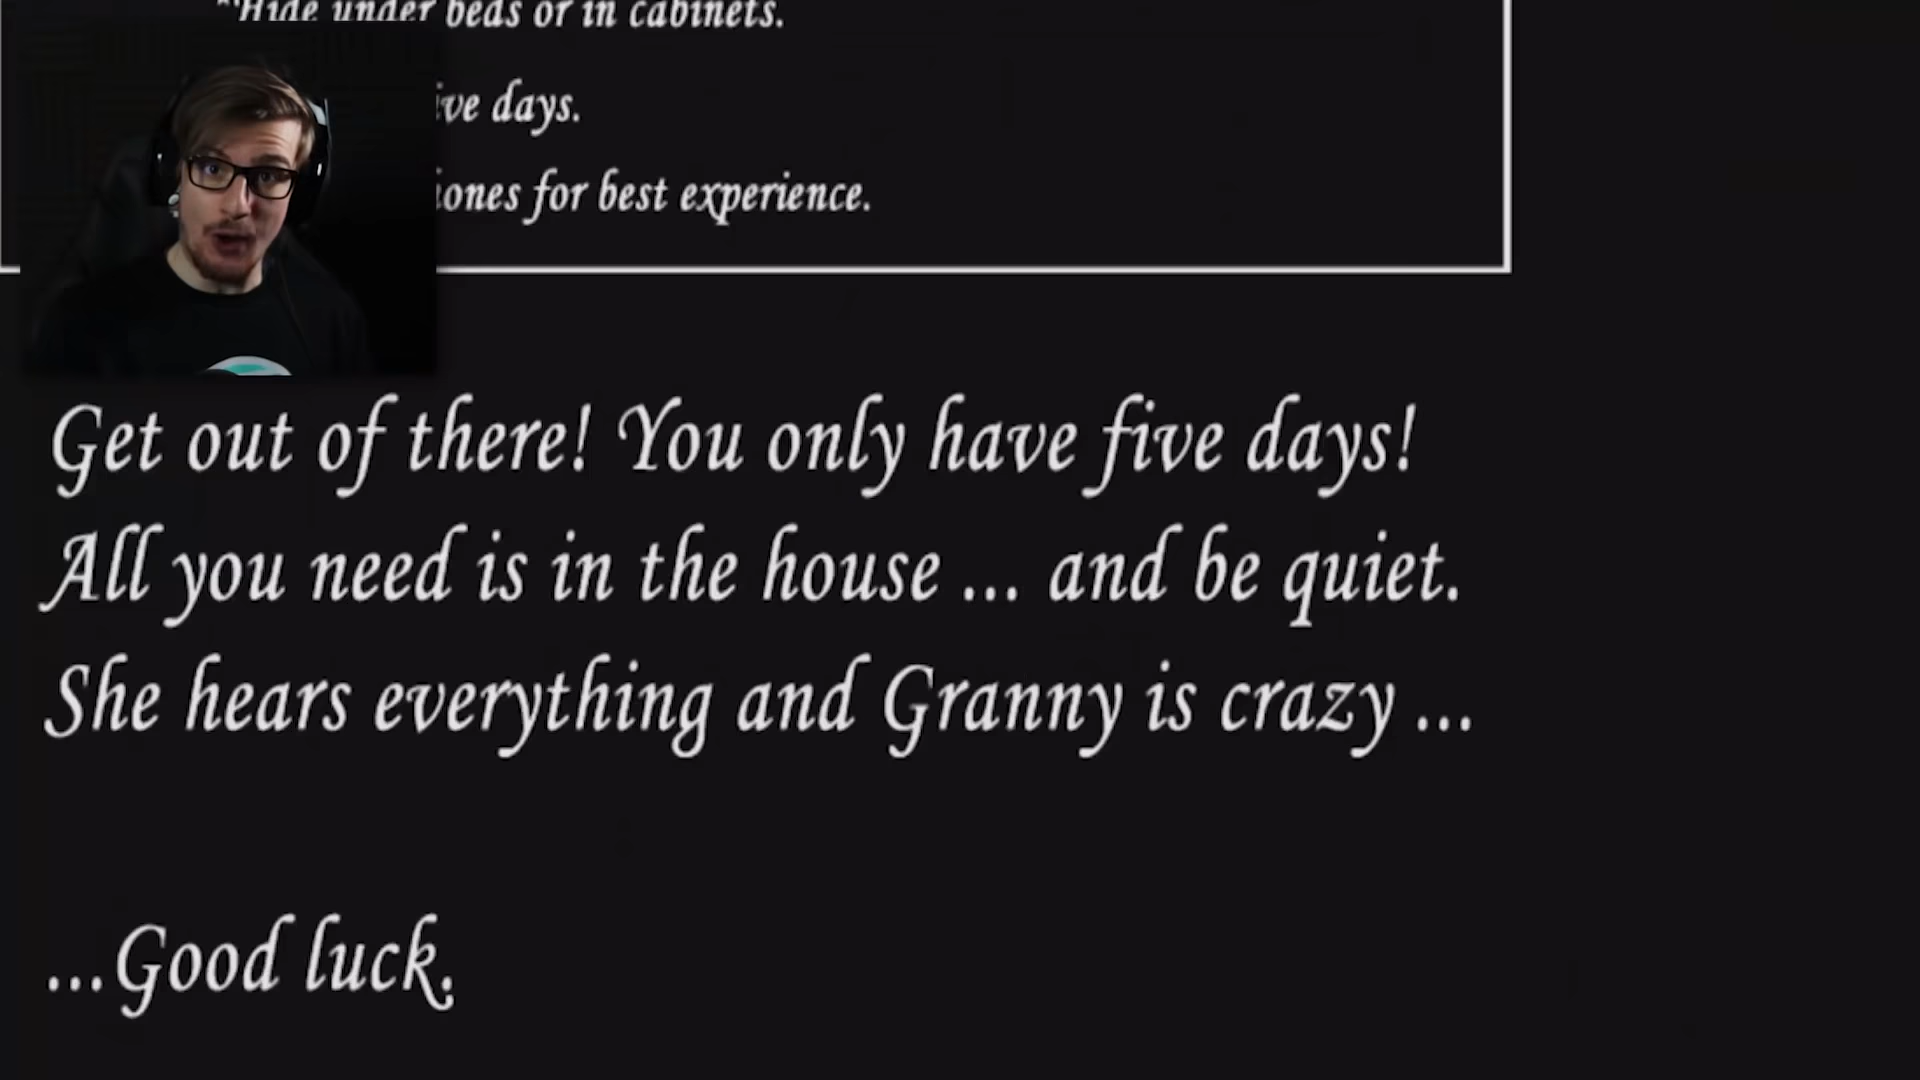 *Hide under beds or in cabinets.
days.
for best experience.
Get out of there! You only have five days!
All you need is in the house ... and be quiet.
She hears everything and Granny is crazy ...
...Good luck.